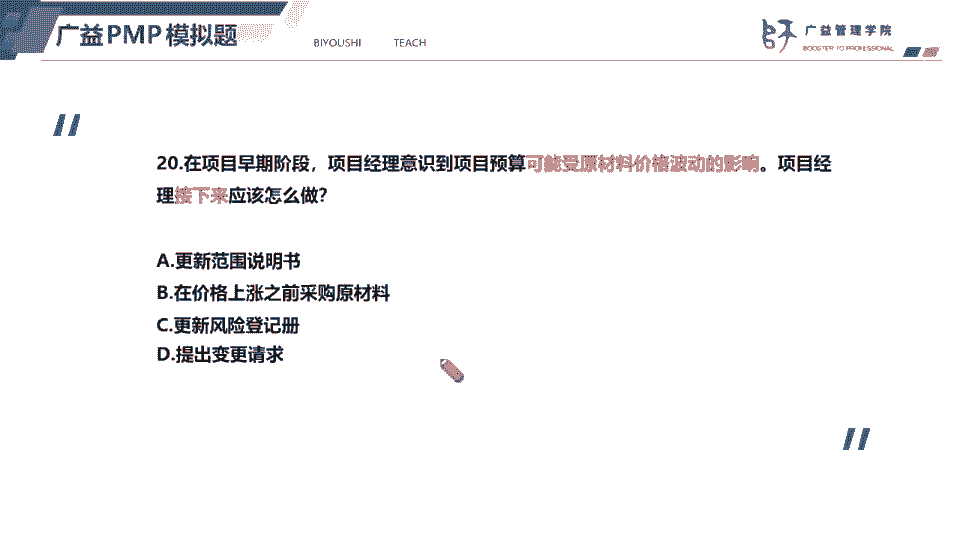 广益PMP模拟题
BIYOUSHI TEACH
广益管理学院
BOOSTER TO PROFESSIONAL
20.在项目早期阶段，项目经理意识到项目预算可能受原材料价格波动的影响。项目经
理接下来应该怎么做？
A.更新范围说明书
B.在价格上涨之前采购原材料
C.更新风险登记册
D.提出变更请求